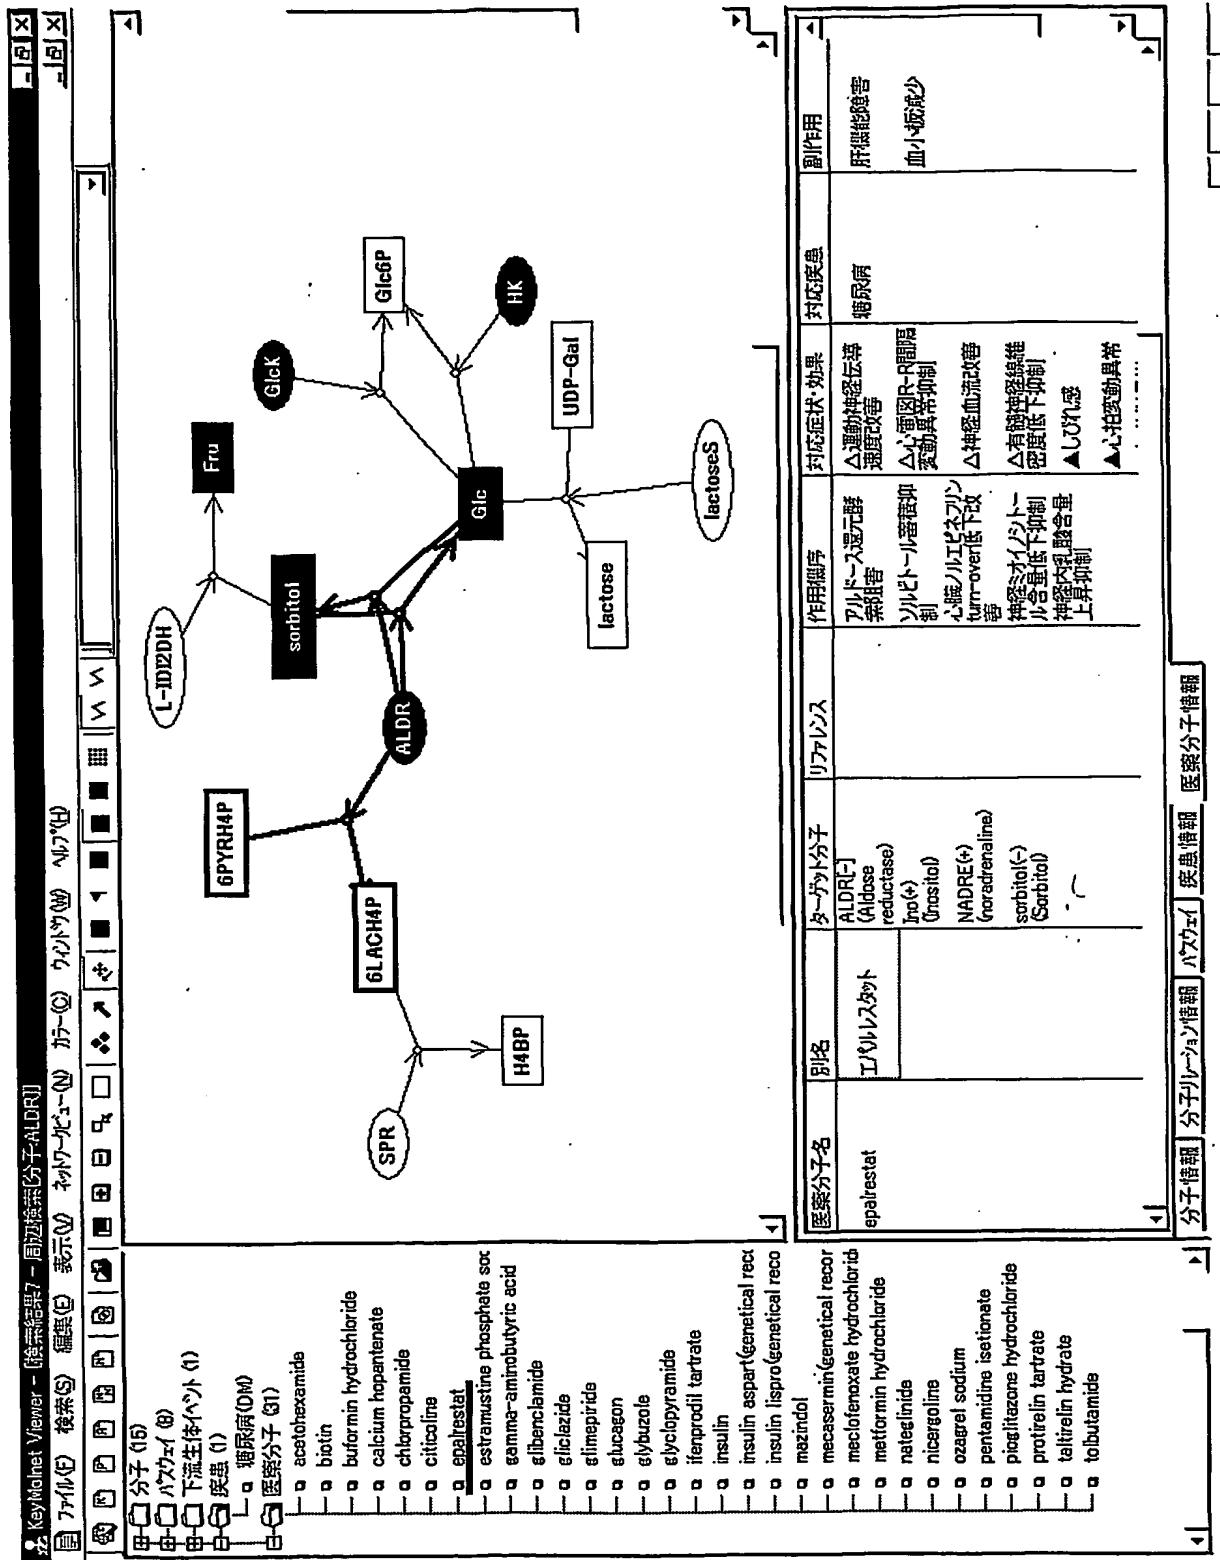 KeyMolnet Viewer - [検索結果7 - 周辺検索[分子:ALDR]]
ファイル(F) 検索(S) 編集(E) 表示(V) ネットワークビュー(N) カラー(C) ウィンドウ(W) ヘルプ(H)
分子 (15)
パスウェイ (8)
下流生体イベント (1)
疾患 (1)
糖尿病(DM)
医薬分子 (31)
acetohexamide
biotin
buformin hydrochloride
calcium hopantenate
chlorpropamide
citicoline
epalrestat
estramustine phosphate soc
gamma-aminobutyric acid
glibenclamide
gliclazide
glimepiride
glucagon
glybuzole
glyclopyramide
ifenprodil tartrate
insulin
insulin aspart(genetical reco
insulin lispro(genetical reco
mazindol
mecasermin(genetical recor
meclofenoxate hydrochlorid
metformin hydrochloride
nateglinide
nicergoline
ozagrel sodium
pentamidine isetionate
pioglitazone hydrochloride
protirelin tartrate
taltirelin hydrate
tolbutamide
L-IDI2DH
Fru
sorbitol
GlcK
Glc6P
HK
Glc
UDP-Gal
lactose
lactoseS
ALDR
6PYRH4P
6LACH4P
SPR
H4BP
医薬分子名 別名 ターゲット分子 リファレンス 作用機序 対応症状・効果 対応疾患 副作用
epalrestat
エパルレスタット
ALDR[-]
(Aldose
reductase)
Ino(+)
(Inositol)
NADRE(+)
(noradrenaline)
sorbitol(-)
(Sorbitol)
アルドース還元酵
素阻害
ソルビトール蓄積抑
制
心臓ノルエピネフリン
turn-over低下改
善
神経ミオイノシトー
ル含量低下抑制
神経内乳酸含量
上昇抑制
△運動神経伝導
速度改善
△心電図R-R間隔
変動異常抑制
△神経血流改善
△有髄神経線維
密度低下抑制
▲しびれ感
▲心拍変動異常
糖尿病
肝機能障害
血小板減少
分子情報 分子リレーション情報 パスウェイ 疾患情報 医薬分子情報